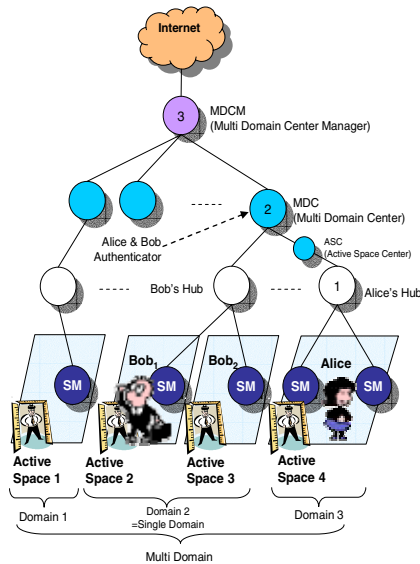 Internet
3
MDCM
(Multi Domain Center Manager)
2
MDC
(Multi Domain Center)
Alice & Bob
Authenticator
ASC
(Active Space Center)
1
Bob's Hub
Alice's Hub
Bob1
Bob2
Alice
SM
SM
SM
SM
SM
Active
Space 1
Active
Space 2
Active
Space 3
Active
Space 4
Domain 1
Domain 2
=Single Domain
Domain 3
Multi Domain